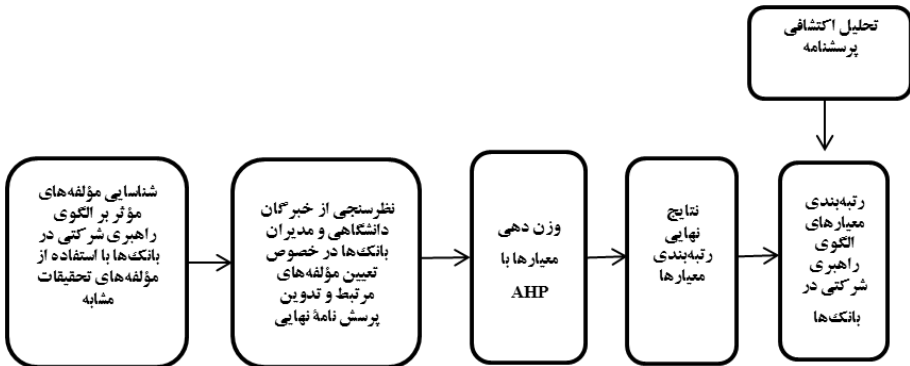 تحلیل اکتشافی
پرسشنامه
شناسایی مؤلفه‌های
مؤثر بر الگوی
راهبری شرکتی در
بانک‌ها با استفاده از
مؤلفه‌های تحقیقات
مشابه
نظرسنجی از خبرگان
دانشگاهی و مدیران
بانک‌ها در خصوص
تعیین مؤلفه‌های
مرتبط و تدوین
پرسش نامۀ نهایی
وزن دهی
معیارها با
AHP
نتایج
نهایی
رتبه‌بندی
معیارها
رتبه‌بندی
معیارهای
الگوی
راهبری
شرکتی در
بانک‌ها